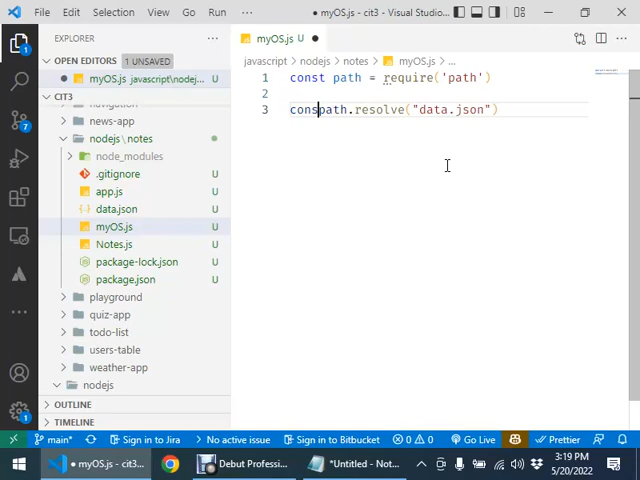 File Edit Selection View Go ··· ● myOS.js - cit3 - Visual Studio...
EXPLORER ···
OPEN EDITORS 1 UNSAVED
● myOS.js javascript\nodej... U
CIT3
navigation
news-app
nodejs\notes
node_modules
.gitignore U
app.js U
{} data.json U
myOS.js U
Notes.js U
package-lock.json U
package.json U
playground
quiz-app
todo-list
users-table
weather-app
nodejs
OUTLINE
TIMELINE
myOS.js U ●
javascript > nodejs > notes > myOS.js > ...
1 const path = require('path')
2
3 conspath.resolve("data.json")
main* Sign in to Jira No active issue Sign in to Bitbucket 0 0 Go Live Prettier
● myOS.js - cit3... Debut Professi... *Untitled - Not... 3:19 PM
5/20/2022